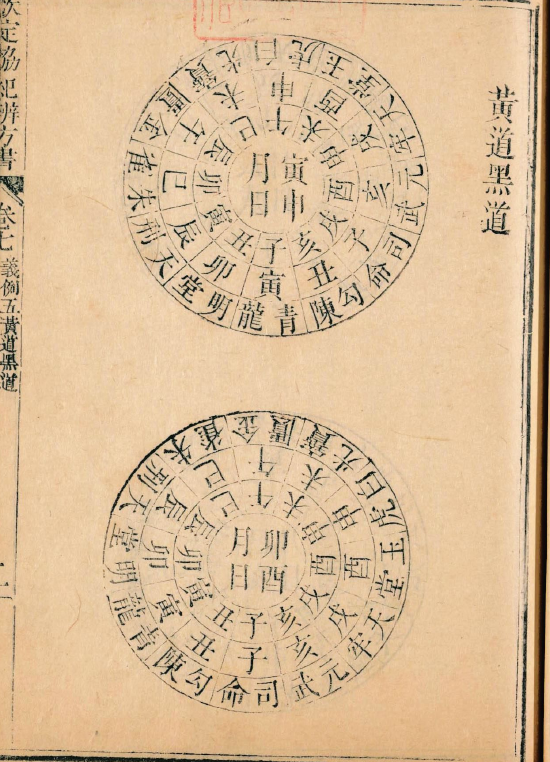 黃道黑道
寅申
月日
子丑寅卯辰巳午未申酉戌亥
寅卯辰巳午未申酉戌亥子丑
青龍明堂天刑朱雀金匱寶光白虎玉堂天牢元武司命勾陳
卯酉
月日
子丑寅卯辰巳午未申酉戌亥
子丑寅卯辰巳午未申酉戌亥
司命勾陳青龍明堂天刑朱雀金匱寶光白虎玉堂天牢元武
欽定協紀辨方書
卷七
義例五 黃道黑道